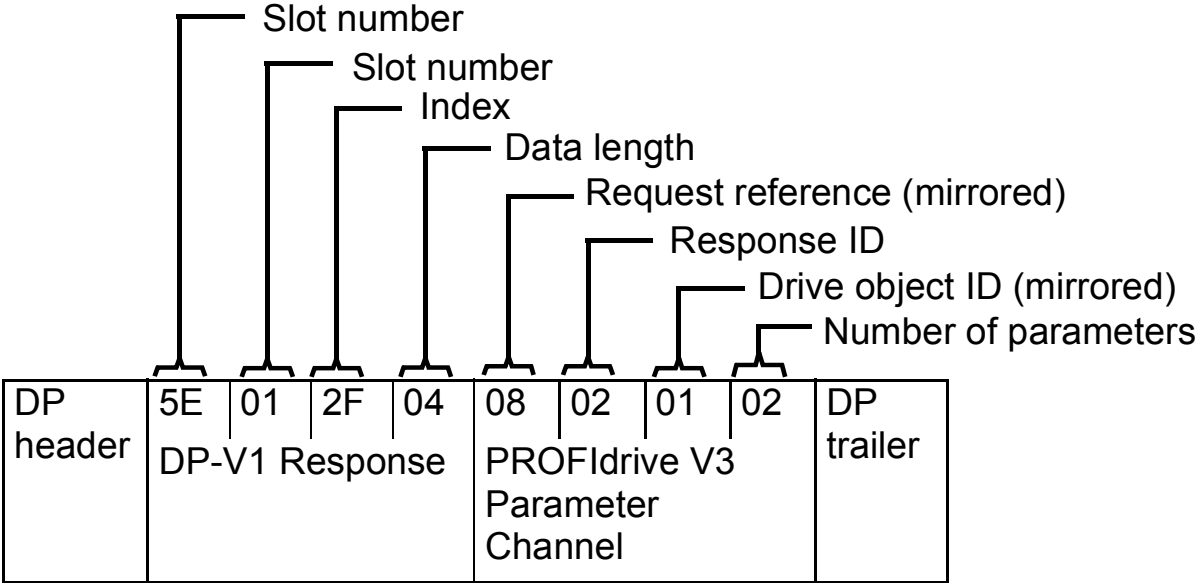 Slot number
Slot number
Index
Data length
Request reference (mirrored)
Response ID
Drive object ID (mirrored)
Number of parameters
DP header 5E 01 2F 04 08 02 01 02 DP trailer
DP-V1 Response
PROFIdrive V3
Parameter
Channel